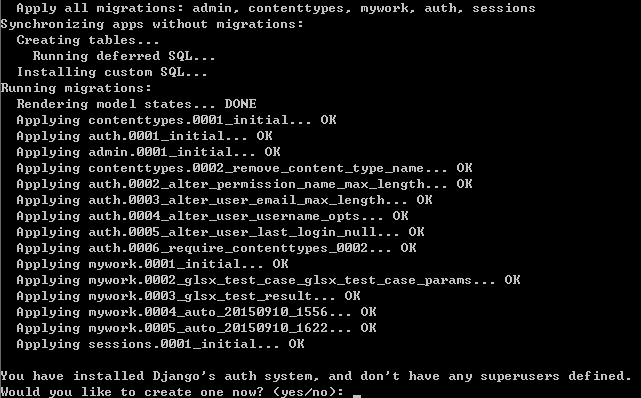 Apply all migrations: admin, contenttypes, mywork, auth, sessions
Synchronizing apps without migrations:
Creating tables...
Running deferred SQL...
Installing custom SQL...
Running migrations:
Rendering model states... DONE
Applying contenttypes.0001_initial... OK
Applying auth.0001_initial... OK
Applying admin.0001_initial... OK
Applying contenttypes.0002_remove_content_type_name... OK
Applying auth.0002_alter_permission_name_max_length... OK
Applying auth.0003_alter_user_email_max_length... OK
Applying auth.0004_alter_user_username_opts... OK
Applying auth.0005_alter_user_last_login_null... OK
Applying auth.0006_require_contenttypes_0002... OK
Applying mywork.0001_initial... OK
Applying mywork.0002_glsx_test_case_glsx_test_case_params... OK
Applying mywork.0003_glsx_test_result... OK
Applying mywork.0004_auto_20150910_1556... OK
Applying mywork.0005_auto_20150910_1622... OK
Applying sessions.0001_initial... OK
You have installed Django's auth system, and don't have any superusers defined.
Would you like to create one now? (yes/no): _